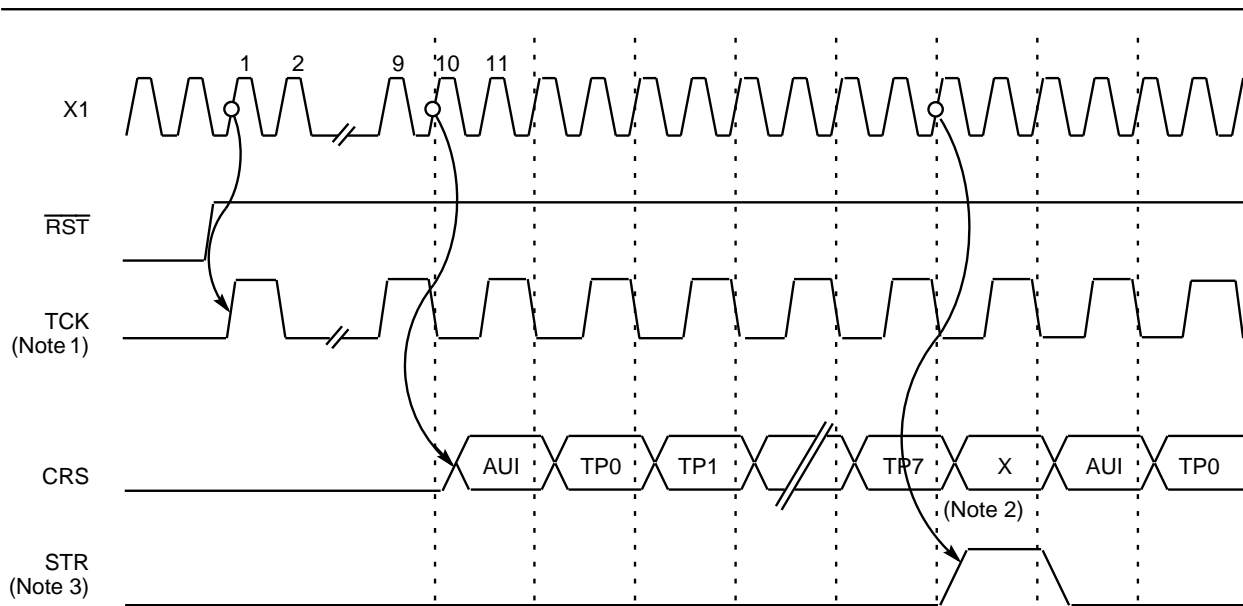 1 2 9 10 11
X1
RST
TCK
(Note 1)
CRS
AUI TP0 TP1 TP7 X AUI TP0
(Note 2)
STR
(Note 3)